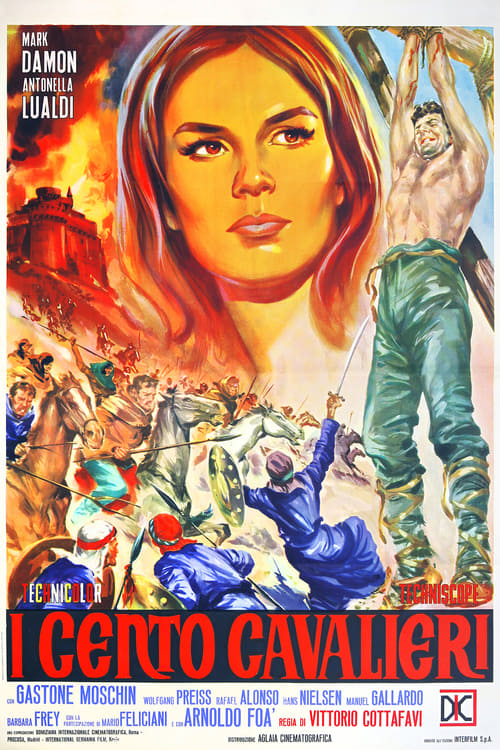 MARK
DAMON
ANTONELLA
LUALDI
TECHNICOLOR
TECHNISCOPE
I CENTO CAVALIERI
CON GASTONE MOSCHIN WOLFGANG PREISS RAFAEL ALONSO HANS NIELSEN MANUEL GALLARDO
BARBARA FREY CON LA PARTECIPAZIONE DI MARIO FELICIANI E CON ARNOLDO FOA' REGIA DI VITTORIO COTTAFAVI
DIC
DISTRIBUZIONE AGLAIA CINEMATOGRAFICA
INTERFILM S.p.A.